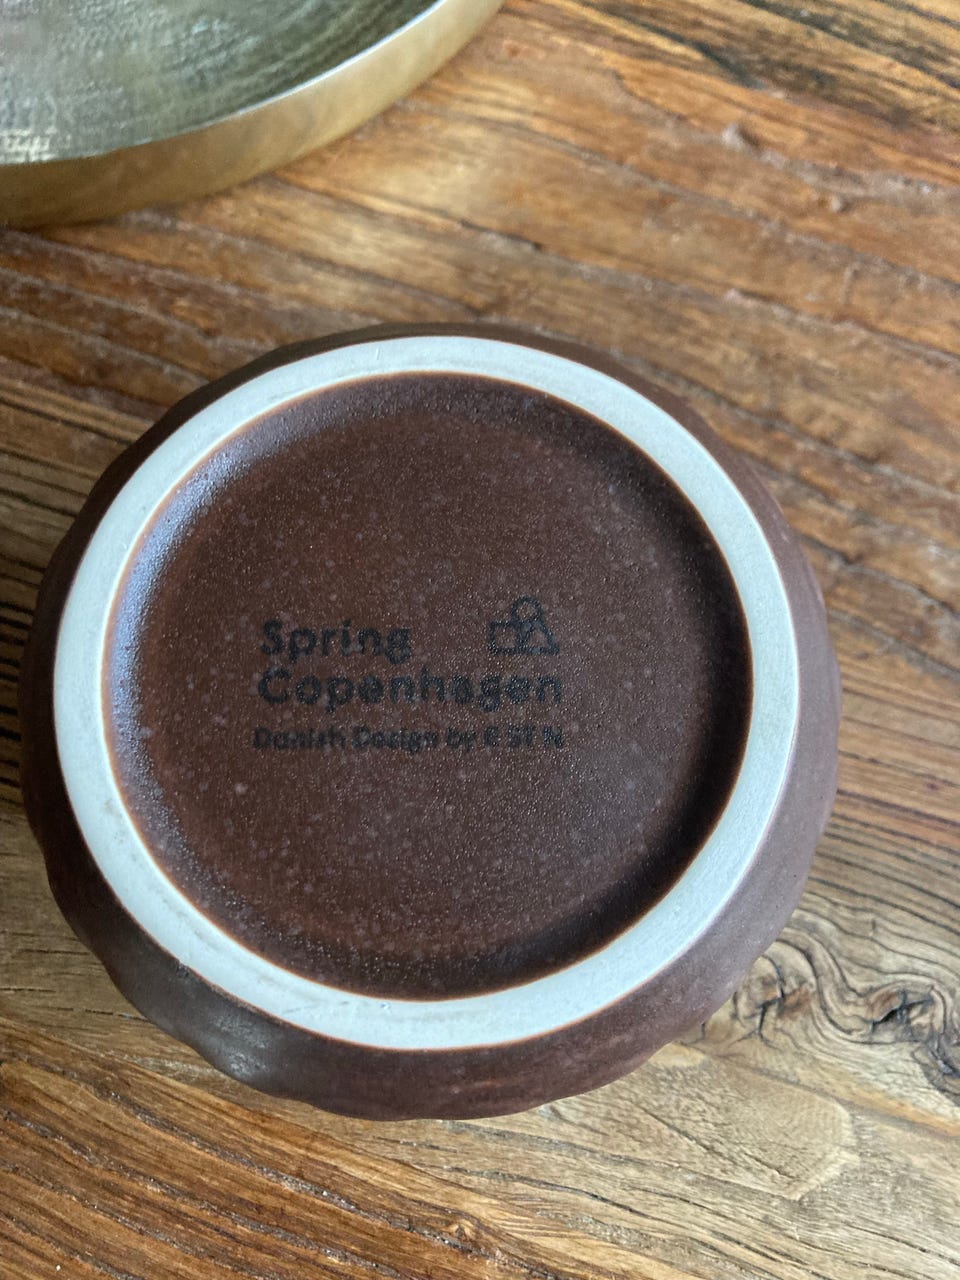 Spring
Copenhagen
Danish Design by